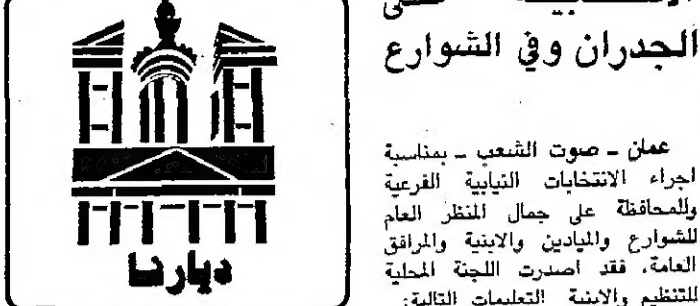 الجدران وفي الشوارع
عمان - صوت الشعب - بمناسبة
اجراء الانتخابات النيابية الفرعية
وللمحافظة على جمال المنظر العام
للشوارع والميادين والابنية والمرافق
العامة، فقد اصدرت اللجنة المحلية
للتنظيم والابنية التعليمات التالية:
ديارنا